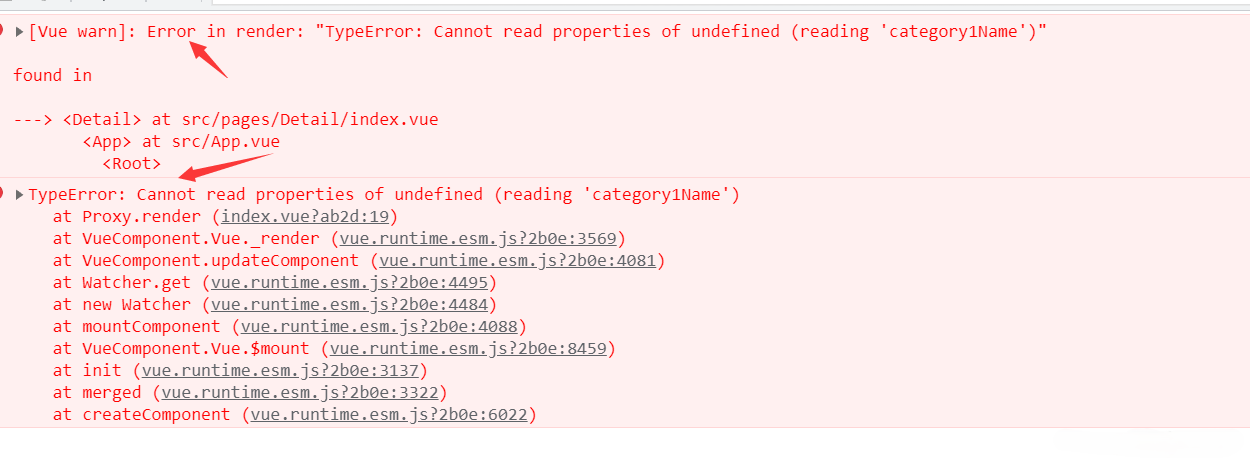 [Vue warn]: Error in render: "TypeError: Cannot read properties of undefined (reading 'category1Name')"
found in
---> <Detail> at src/pages/Detail/index.vue
<App> at src/App.vue
<Root>
TypeError: Cannot read properties of undefined (reading 'category1Name')
at Proxy.render (index.vue?ab2d:19)
at VueComponent.Vue._render (vue.runtime.esm.js?2b0e:3569)
at VueComponent.updateComponent (vue.runtime.esm.js?2b0e:4081)
at Watcher.get (vue.runtime.esm.js?2b0e:4495)
at new Watcher (vue.runtime.esm.js?2b0e:4484)
at mountComponent (vue.runtime.esm.js?2b0e:4088)
at VueComponent.Vue.$mount (vue.runtime.esm.js?2b0e:8459)
at init (vue.runtime.esm.js?2b0e:3137)
at merged (vue.runtime.esm.js?2b0e:3322)
at createComponent (vue.runtime.esm.js?2b0e:6022)